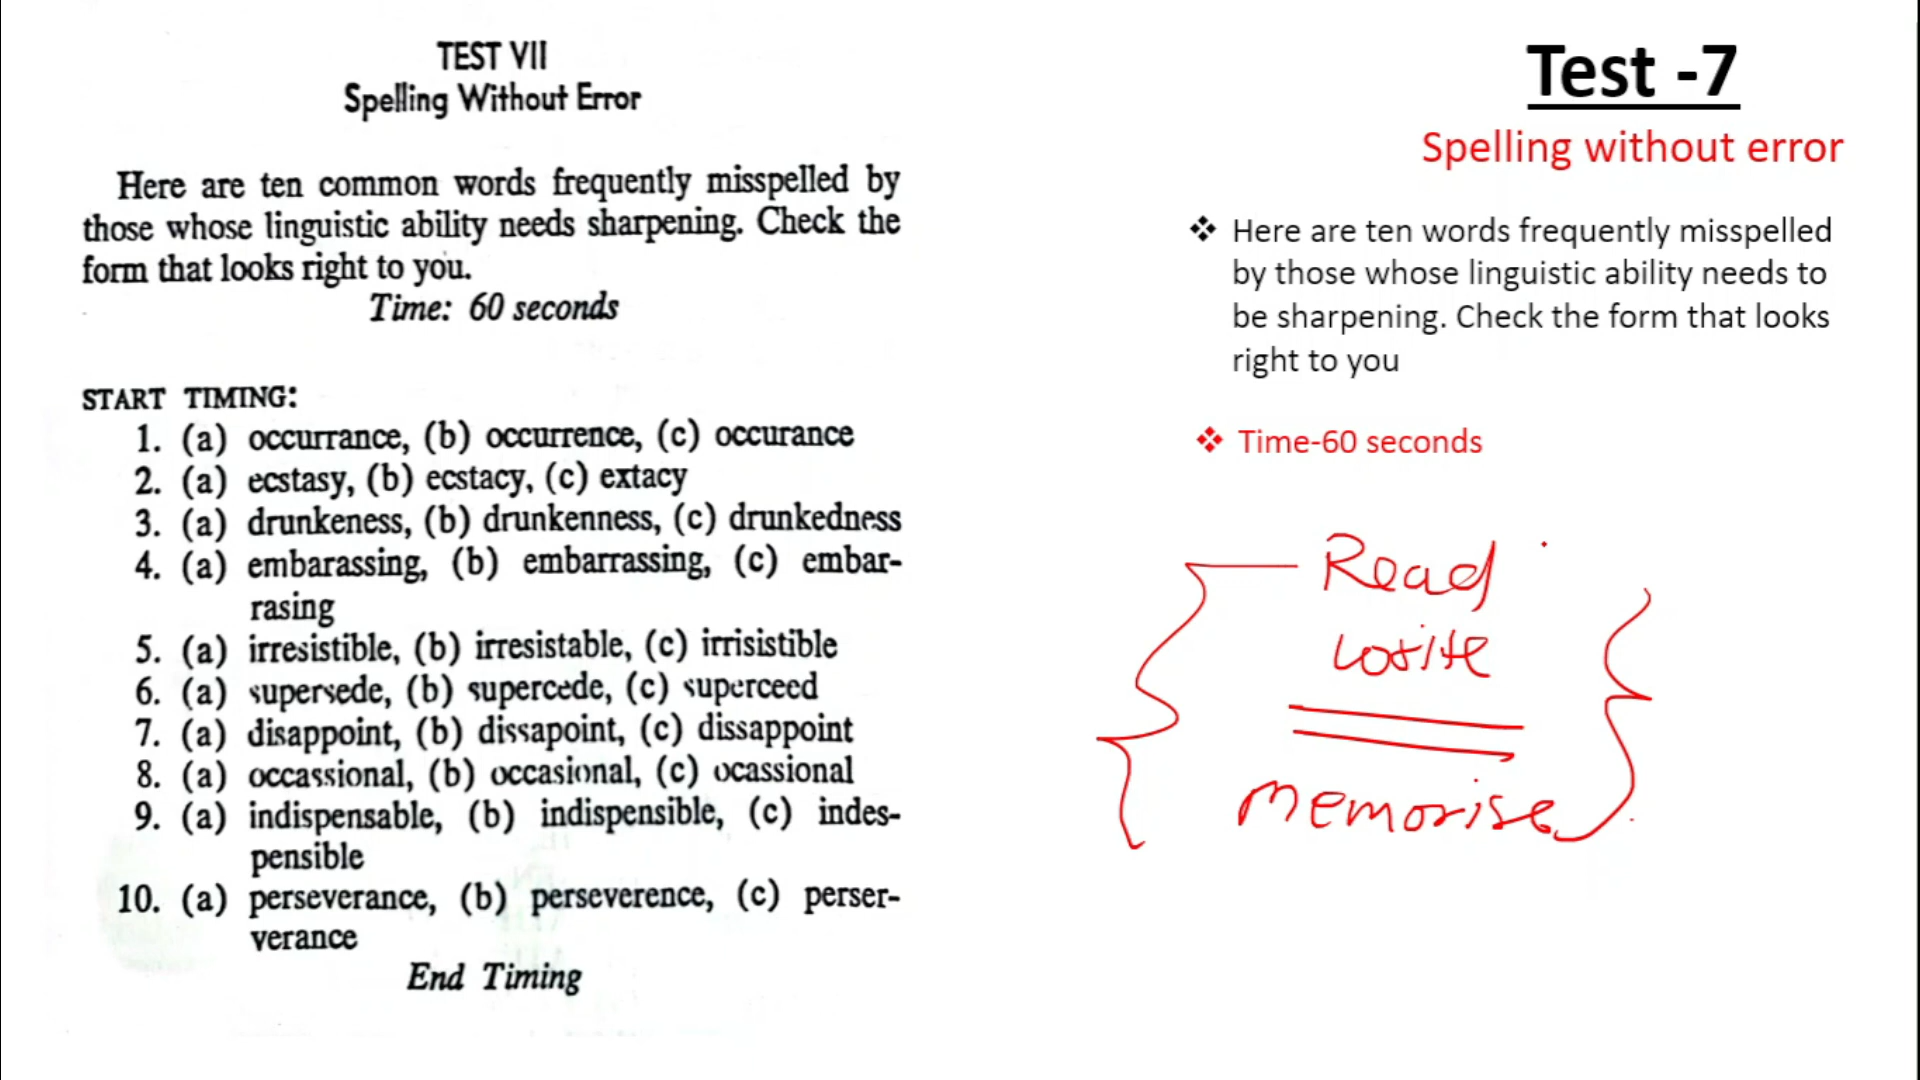 TEST VII
Spelling Without Error
Here are ten common words frequently misspelled by
those whose linguistic ability needs sharpening. Check the
form that looks right to you.
Time: 60 seconds
START TIMING:
1. (a) occurrance, (b) occurrence, (c) occurance
2. (a) ecstasy, (b) ecstacy, (c) extacy
3. (a) drunkeness, (b) drunkenness, (c) drunkedness
4. (a) embarassing, (b) embarrassing, (c) embar-
rasing
5. (a) irresistible, (b) irresistable, (c) irrisistible
6. (a) supersede, (b) supercede, (c) superceed
7. (a) disappoint, (b) dissapoint, (c) dissappoint
8. (a) occassional, (b) occasional, (c) ocassional
9. (a) indispensable, (b) indispensible, (c) indes-
pensible
10. (a) perseverance, (b) perseverence, (c) perser-
verance
End Timing
Test -7
Spelling without error
❖ Here are ten words frequently misspelled
by those whose linguistic ability needs to
be sharpening. Check the form that looks
right to you
❖ Time-60 seconds
Read
write
memorise